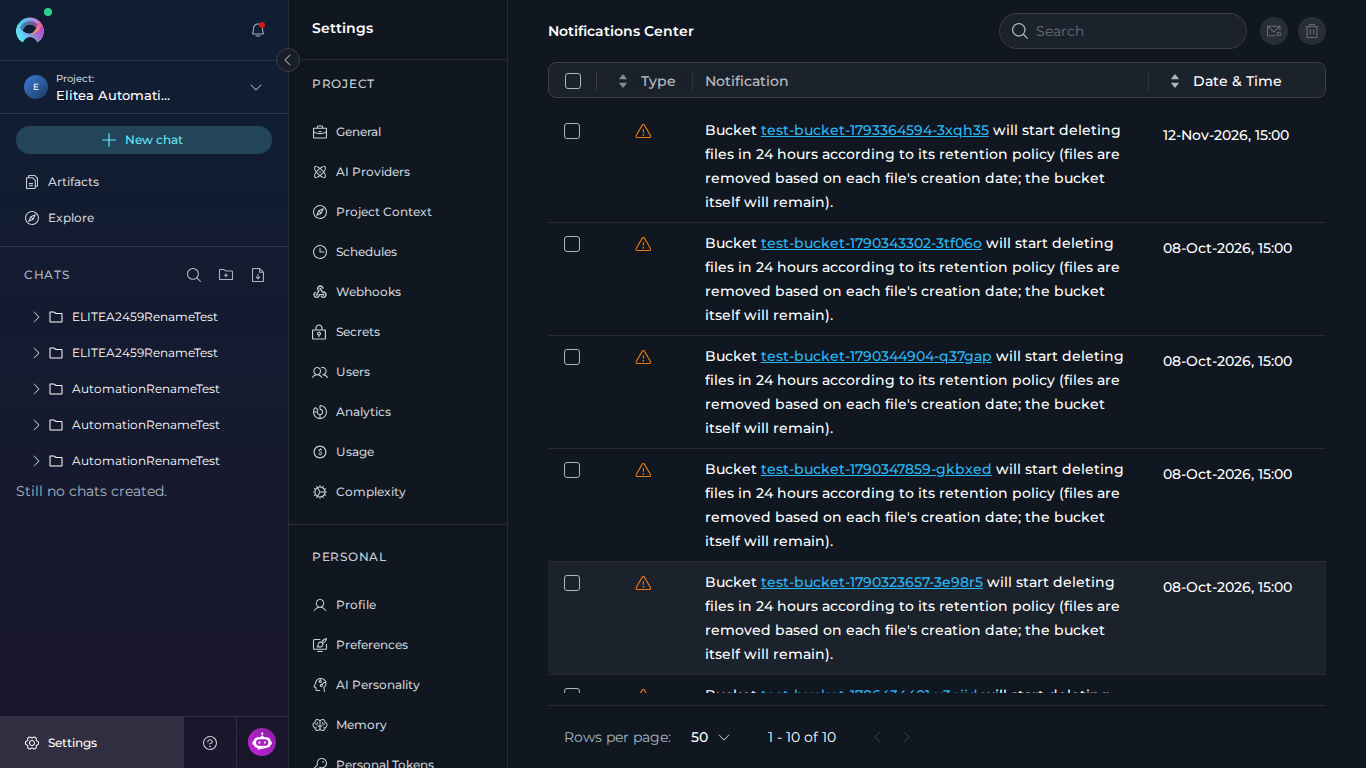 Project:
E
Elitea Automati...
New chat
Artifacts
Explore
CHATS
ELITEA2459RenameTest
ELITEA2459RenameTest
AutomationRenameTest
AutomationRenameTest
AutomationRenameTest
Still no chats created.
Settings
Settings
PROJECT
General
AI Providers
Project Context
Schedules
Webhooks
Secrets
Users
Analytics
Usage
Complexity
PERSONAL
Profile
Preferences
AI Personality
Memory
Personal Tokens
Notifications Center
Search
Type
Notification
Date & Time
Bucket test-bucket-1793364594-3xqh35 will start deleting
files in 24 hours according to its retention policy (files are
removed based on each file's creation date; the bucket
itself will remain).
12-Nov-2026, 15:00
Bucket test-bucket-1790343302-3tf06o will start deleting
files in 24 hours according to its retention policy (files are
removed based on each file's creation date; the bucket
itself will remain).
08-Oct-2026, 15:00
Bucket test-bucket-1790344904-q37gap will start deleting
files in 24 hours according to its retention policy (files are
removed based on each file's creation date; the bucket
itself will remain).
08-Oct-2026, 15:00
Bucket test-bucket-1790347859-gkbxed will start deleting
files in 24 hours according to its retention policy (files are
removed based on each file's creation date; the bucket
itself will remain).
08-Oct-2026, 15:00
Bucket test-bucket-1790323657-3e98r5 will start deleting
files in 24 hours according to its retention policy (files are
removed based on each file's creation date; the bucket
itself will remain).
08-Oct-2026, 15:00
Bucket will start deleting
Rows per page:
50
1 - 10 of 10